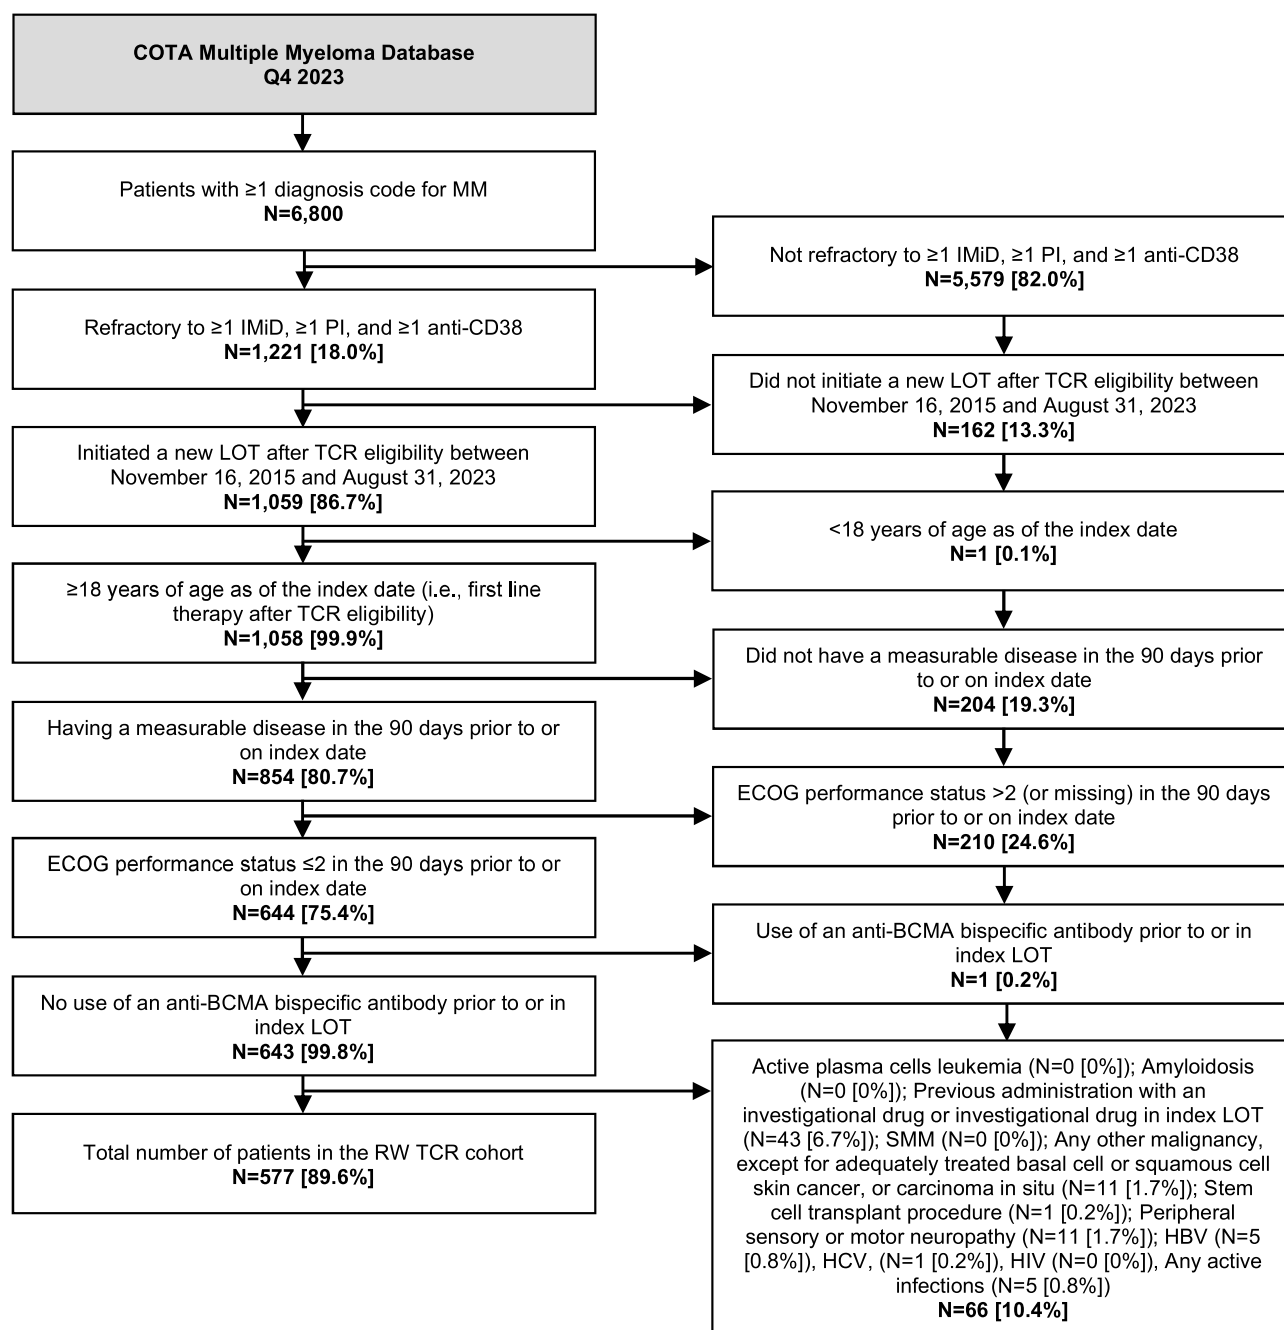 COTA Multiple Myeloma Database
Q4 2023
Patients with ≥1 diagnosis code for MM
N=6,800
Not refractory to ≥1 IMiD, ≥1 PI, and ≥1 anti-CD38
N=5,579 [82.0%]
Refractory to ≥1 IMiD, ≥1 PI, and ≥1 anti-CD38
N=1,221 [18.0%]
Did not initiate a new LOT after TCR eligibility between
November 16, 2015 and August 31, 2023
N=162 [13.3%]
Initiated a new LOT after TCR eligibility between
November 16, 2015 and August 31, 2023
N=1,059 [86.7%]
<18 years of age as of the index date
N=1 [0.1%]
≥18 years of age as of the index date (i.e., first line
therapy after TCR eligibility)
N=1,058 [99.9%]
Did not have a measurable disease in the 90 days prior
to or on index date
N=204 [19.3%]
Having a measurable disease in the 90 days prior to or
on index date
N=854 [80.7%]
ECOG performance status >2 (or missing) in the 90 days
prior to or on index date
N=210 [24.6%]
ECOG performance status ≤2 in the 90 days prior to or
on index date
N=644 [75.4%]
Use of an anti-BCMA bispecific antibody prior to or in
index LOT
N=1 [0.2%]
No use of an anti-BCMA bispecific antibody prior to or in
index LOT
N=643 [99.8%]
Active plasma cells leukemia (N=0 [0%]); Amyloidosis
(N=0 [0%]); Previous administration with an
investigational drug or investigational drug in index LOT
(N=43 [6.7%]); SMM (N=0 [0%]); Any other malignancy,
except for adequately treated basal cell or squamous cell
skin cancer, or carcinoma in situ (N=11 [1.7%]); Stem
cell transplant procedure (N=1 [0.2%]); Peripheral
sensory or motor neuropathy (N=11 [1.7%]); HBV (N=5
[0.8%]), HCV, (N=1 [0.2%]), HIV (N=0 [0%]), Any active
infections (N=5 [0.8%])
N=66 [10.4%]
Total number of patients in the RW TCR cohort
N=577 [89.6%]